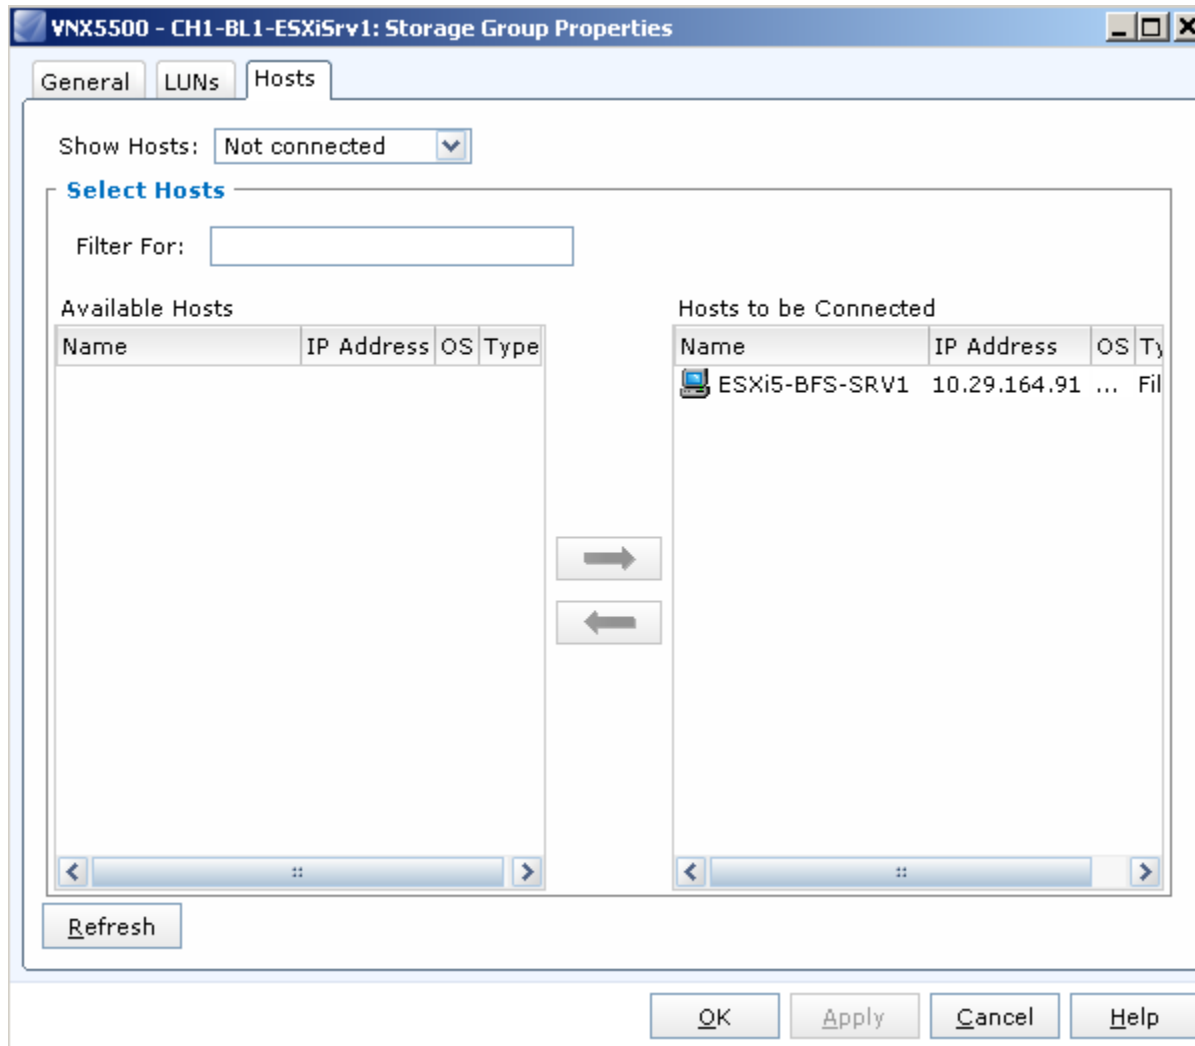 VNX5500 - CH1-BL1-ESXiSrv1: Storage Group Properties
General LUNs Hosts
Show Hosts: Not connected
Select Hosts
Filter For:
Available Hosts
Name IP Address OS Type
Hosts to be Connected
Name IP Address OS Ty
ESXi5-BFS-SRV1 10.29.164.91 ... Fil
Refresh
OK Apply Cancel Help